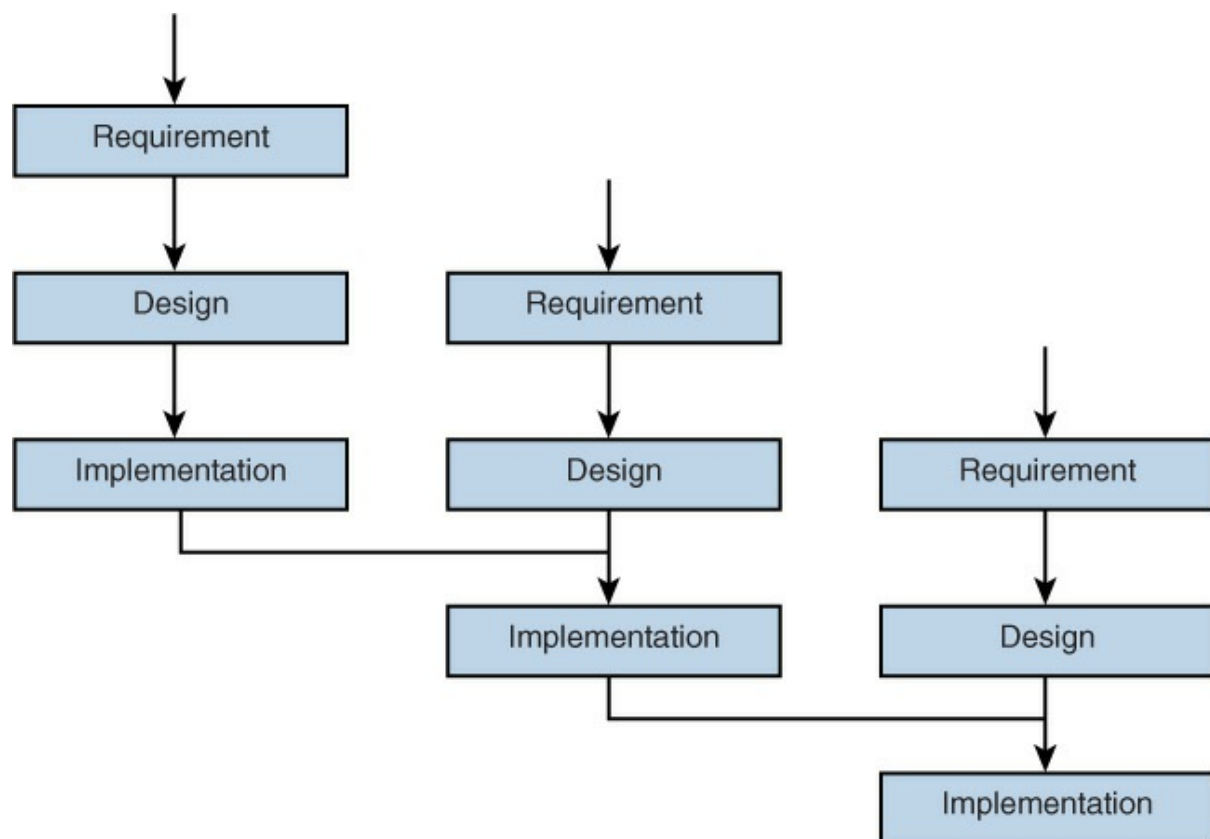 Requirement
Design
Requirement
Implementation
Design
Requirement
Implementation
Design
Implementation